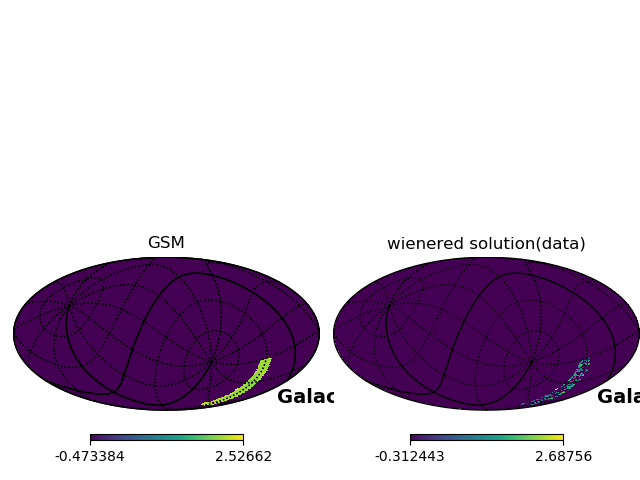 GSM
wienered solution(data)
Galac
Gala
-0.473384 2.52662
-0.312443 2.68756